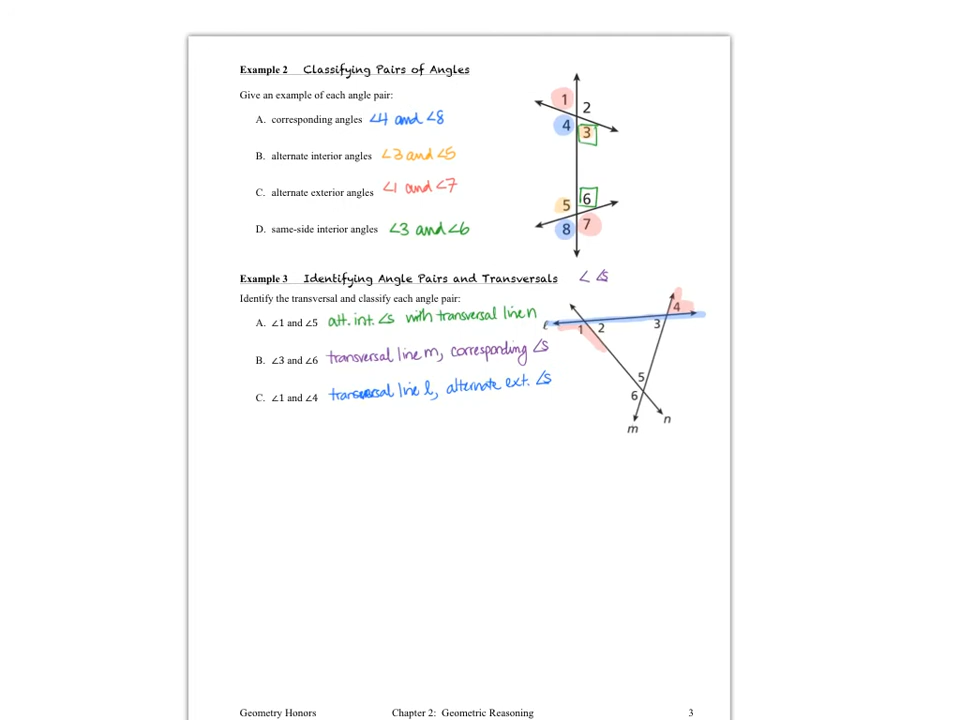 Example 2 Classifying Pairs of Angles
Give an example of each angle pair:
A. corresponding angles ∠4 and ∠8
B. alternate interior angles ∠3 and ∠5
C. alternate exterior angles ∠1 and ∠7
D. same-side interior angles ∠3 and ∠6
1
2
4
3
5
6
8
7
Example 3 Identifying Angle Pairs and Transversals ∠ ∠s
Identify the transversal and classify each angle pair:
A. ∠1 and ∠5 alt. int. ∠s with transversal line n
B. ∠3 and ∠6 transversal line m, corresponding ∠s
C. ∠1 and ∠4 transversal line l, alternate ext. ∠s
4
ℓ
1 2 3
5
6
n
m
Geometry Honors Chapter 2: Geometric Reasoning 3